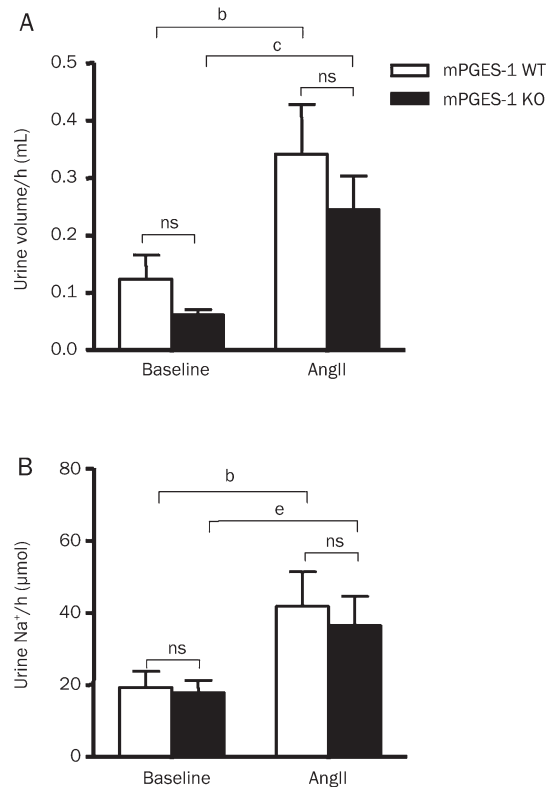 A
b
c
ns
ns
mPGES-1 WT
mPGES-1 KO
Urine volume/h (mL)
0.5
0.4
0.3
0.2
0.1
0.0
Baseline
AngII
B
b
e
ns
ns
Urine Na⁺/h (µmol)
80
60
40
20
0
Baseline
AngII